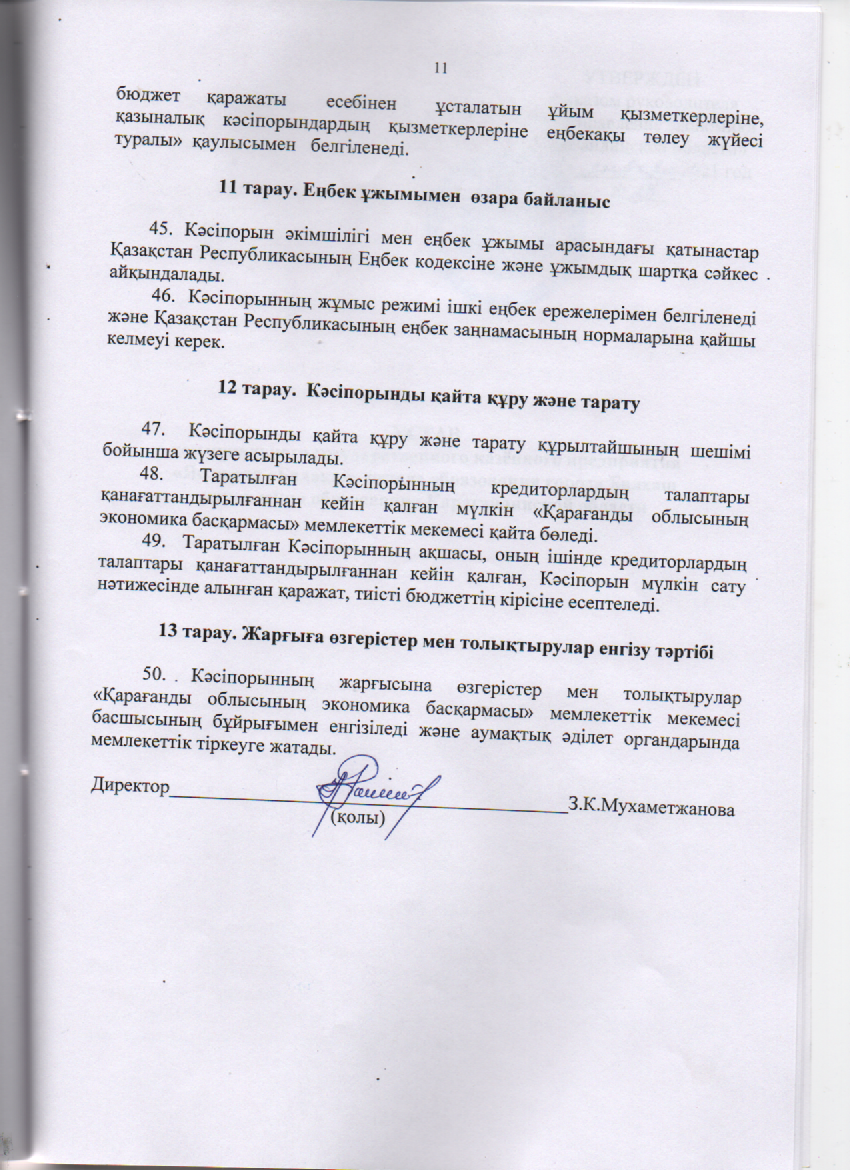 11
бюджет қаражаты есебінен ұсталатын ұйым қызметкерлеріне,
қазыналық кәсіпорындардың қызметкерлеріне еңбекақы төлеу жүйесі
туралы» қаулысымен белгіленеді.
11 тарау. Еңбек ұжымымен өзара байланыс
45. Кәсіпорын әкімшілігі мен еңбек ұжымы арасындағы қатынастар
Қазақстан Республикасының Еңбек кодексіне және ұжымдық шартқа сәйкес
айқындалады.
46. Кәсіпорынның жұмыс режимі ішкі еңбек ережелерімен белгіленеді
және Қазақстан Республикасының еңбек заңнамасының нормаларына қайшы
келмеуі керек.
12 тарау. Кәсіпорынды қайта құру және тарату
47. Кәсіпорынды қайта құру және тарату құрылтайшының шешімі
бойынша жүзеге асырылады.
48. Таратылған Кәсіпорынның кредиторлардың талаптары
қанағаттандырылғаннан кейін қалған мүлкін «Қарағанды облысының
экономика басқармасы» мемлекеттік мекемесі қайта бөледі.
49. Таратылған Кәсіпорынның ақшасы, оның ішінде кредиторлардың
талаптары қанағаттандырылғаннан кейін қалған, Кәсіпорын мүлкін сату
нәтижесінде алынған қаражат, тиісті бюджеттің кірісіне есептеледі.
13 тарау. Жарғыға өзгерістер мен толықтырулар енгізу тәртібі
50. Кәсіпорынның жарғысына өзгерістер мен толықтырулар
«Қарағанды облысының экономика басқармасы» мемлекеттік мекемесі
басшысының бұйрығымен енгізіледі және аумақтық әділет органдарында
мемлекеттік тіркеуге жатады.
Директор З.К.Мухаметжанова
(қолы)